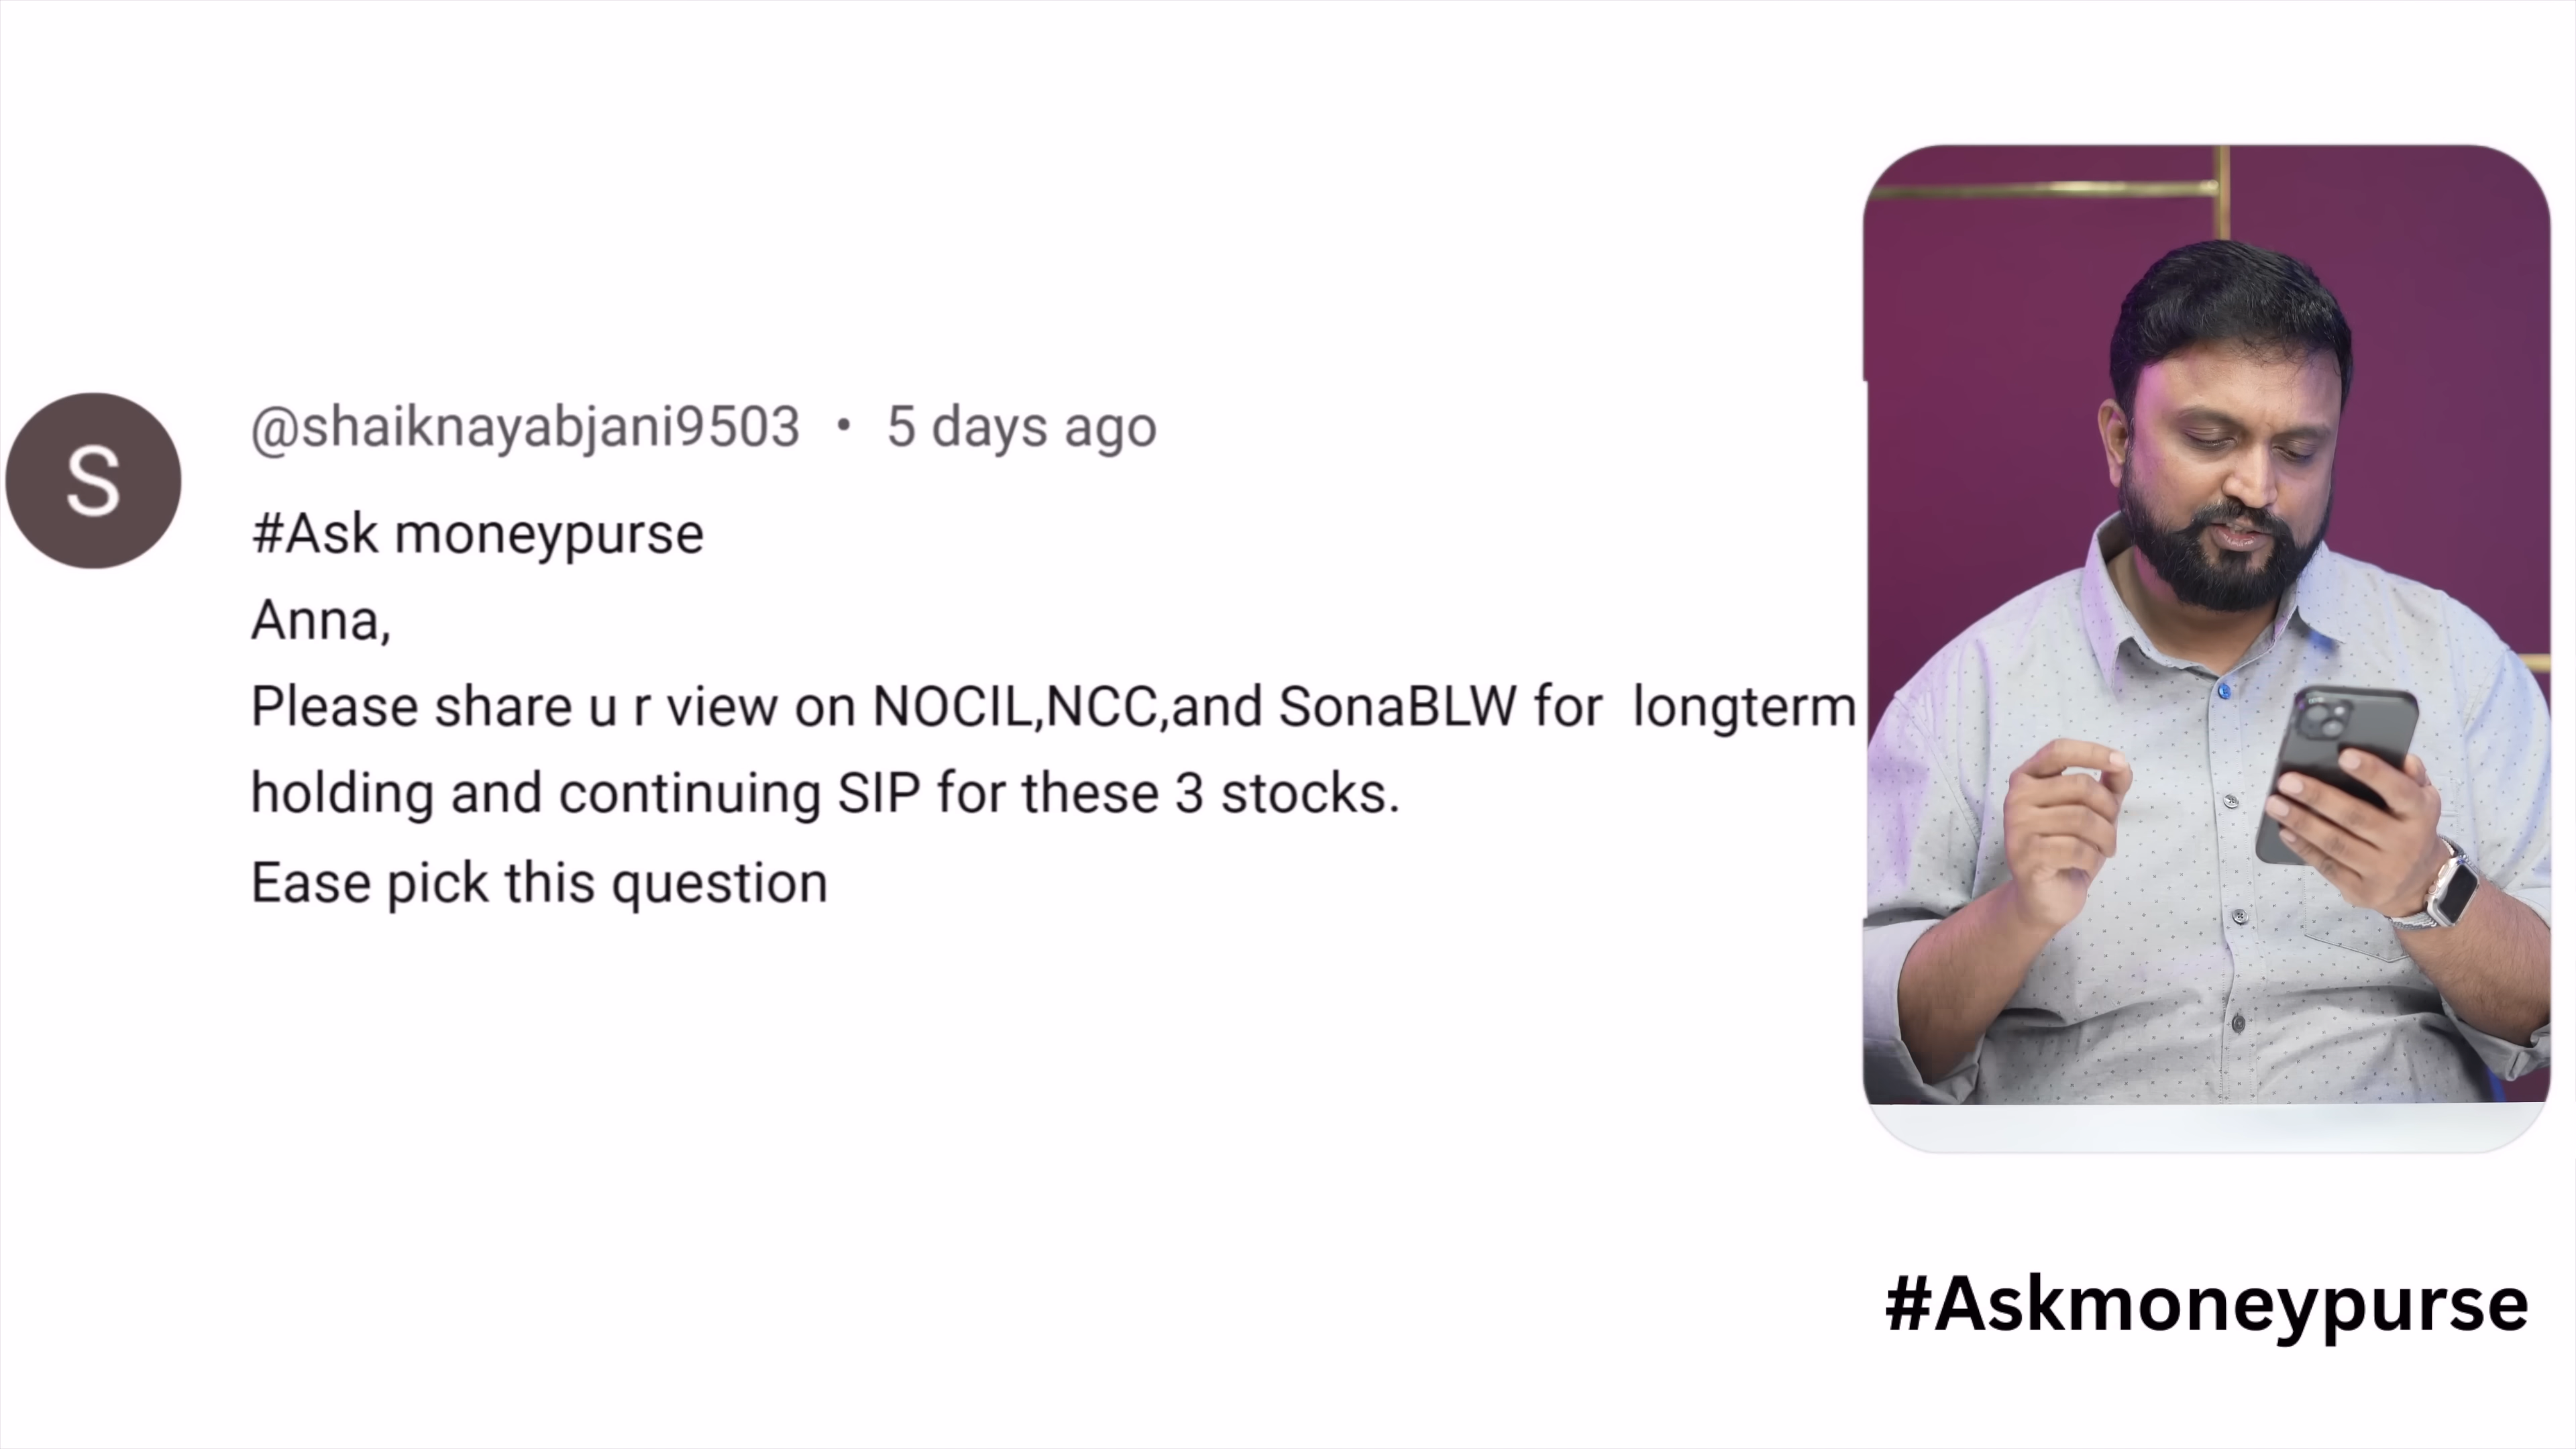 S
@shaiknayabjani9503 • 5 days ago
#Ask moneypurse
Anna,
Please share u r view on NOCIL,NCC,and SonaBLW for longterm
holding and continuing SIP for these 3 stocks.
Ease pick this question
#Askmoneypurse